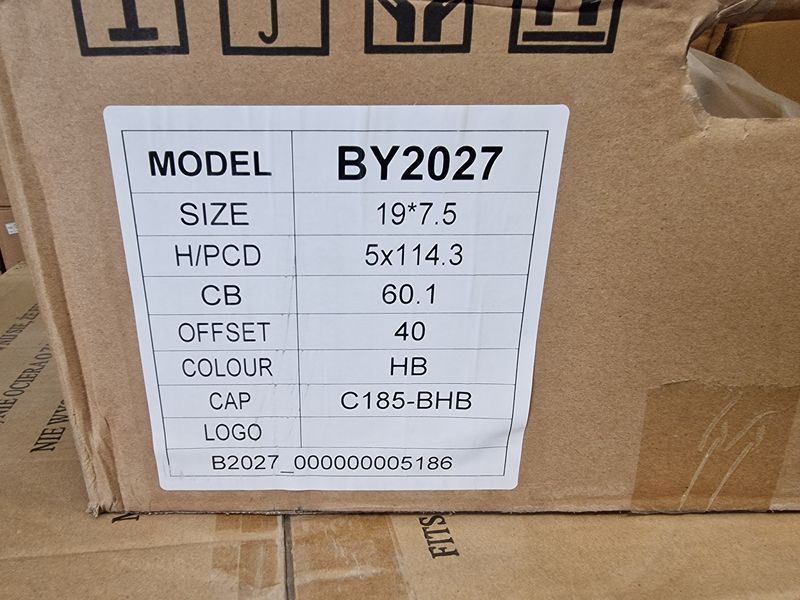 MODEL BY2027
SIZE 19*7.5
H/PCD 5x114.3
CB 60.1
OFFSET 40
COLOUR HB
CAP C185-BHB
LOGO
B2027_000000005186
NIE
FITS